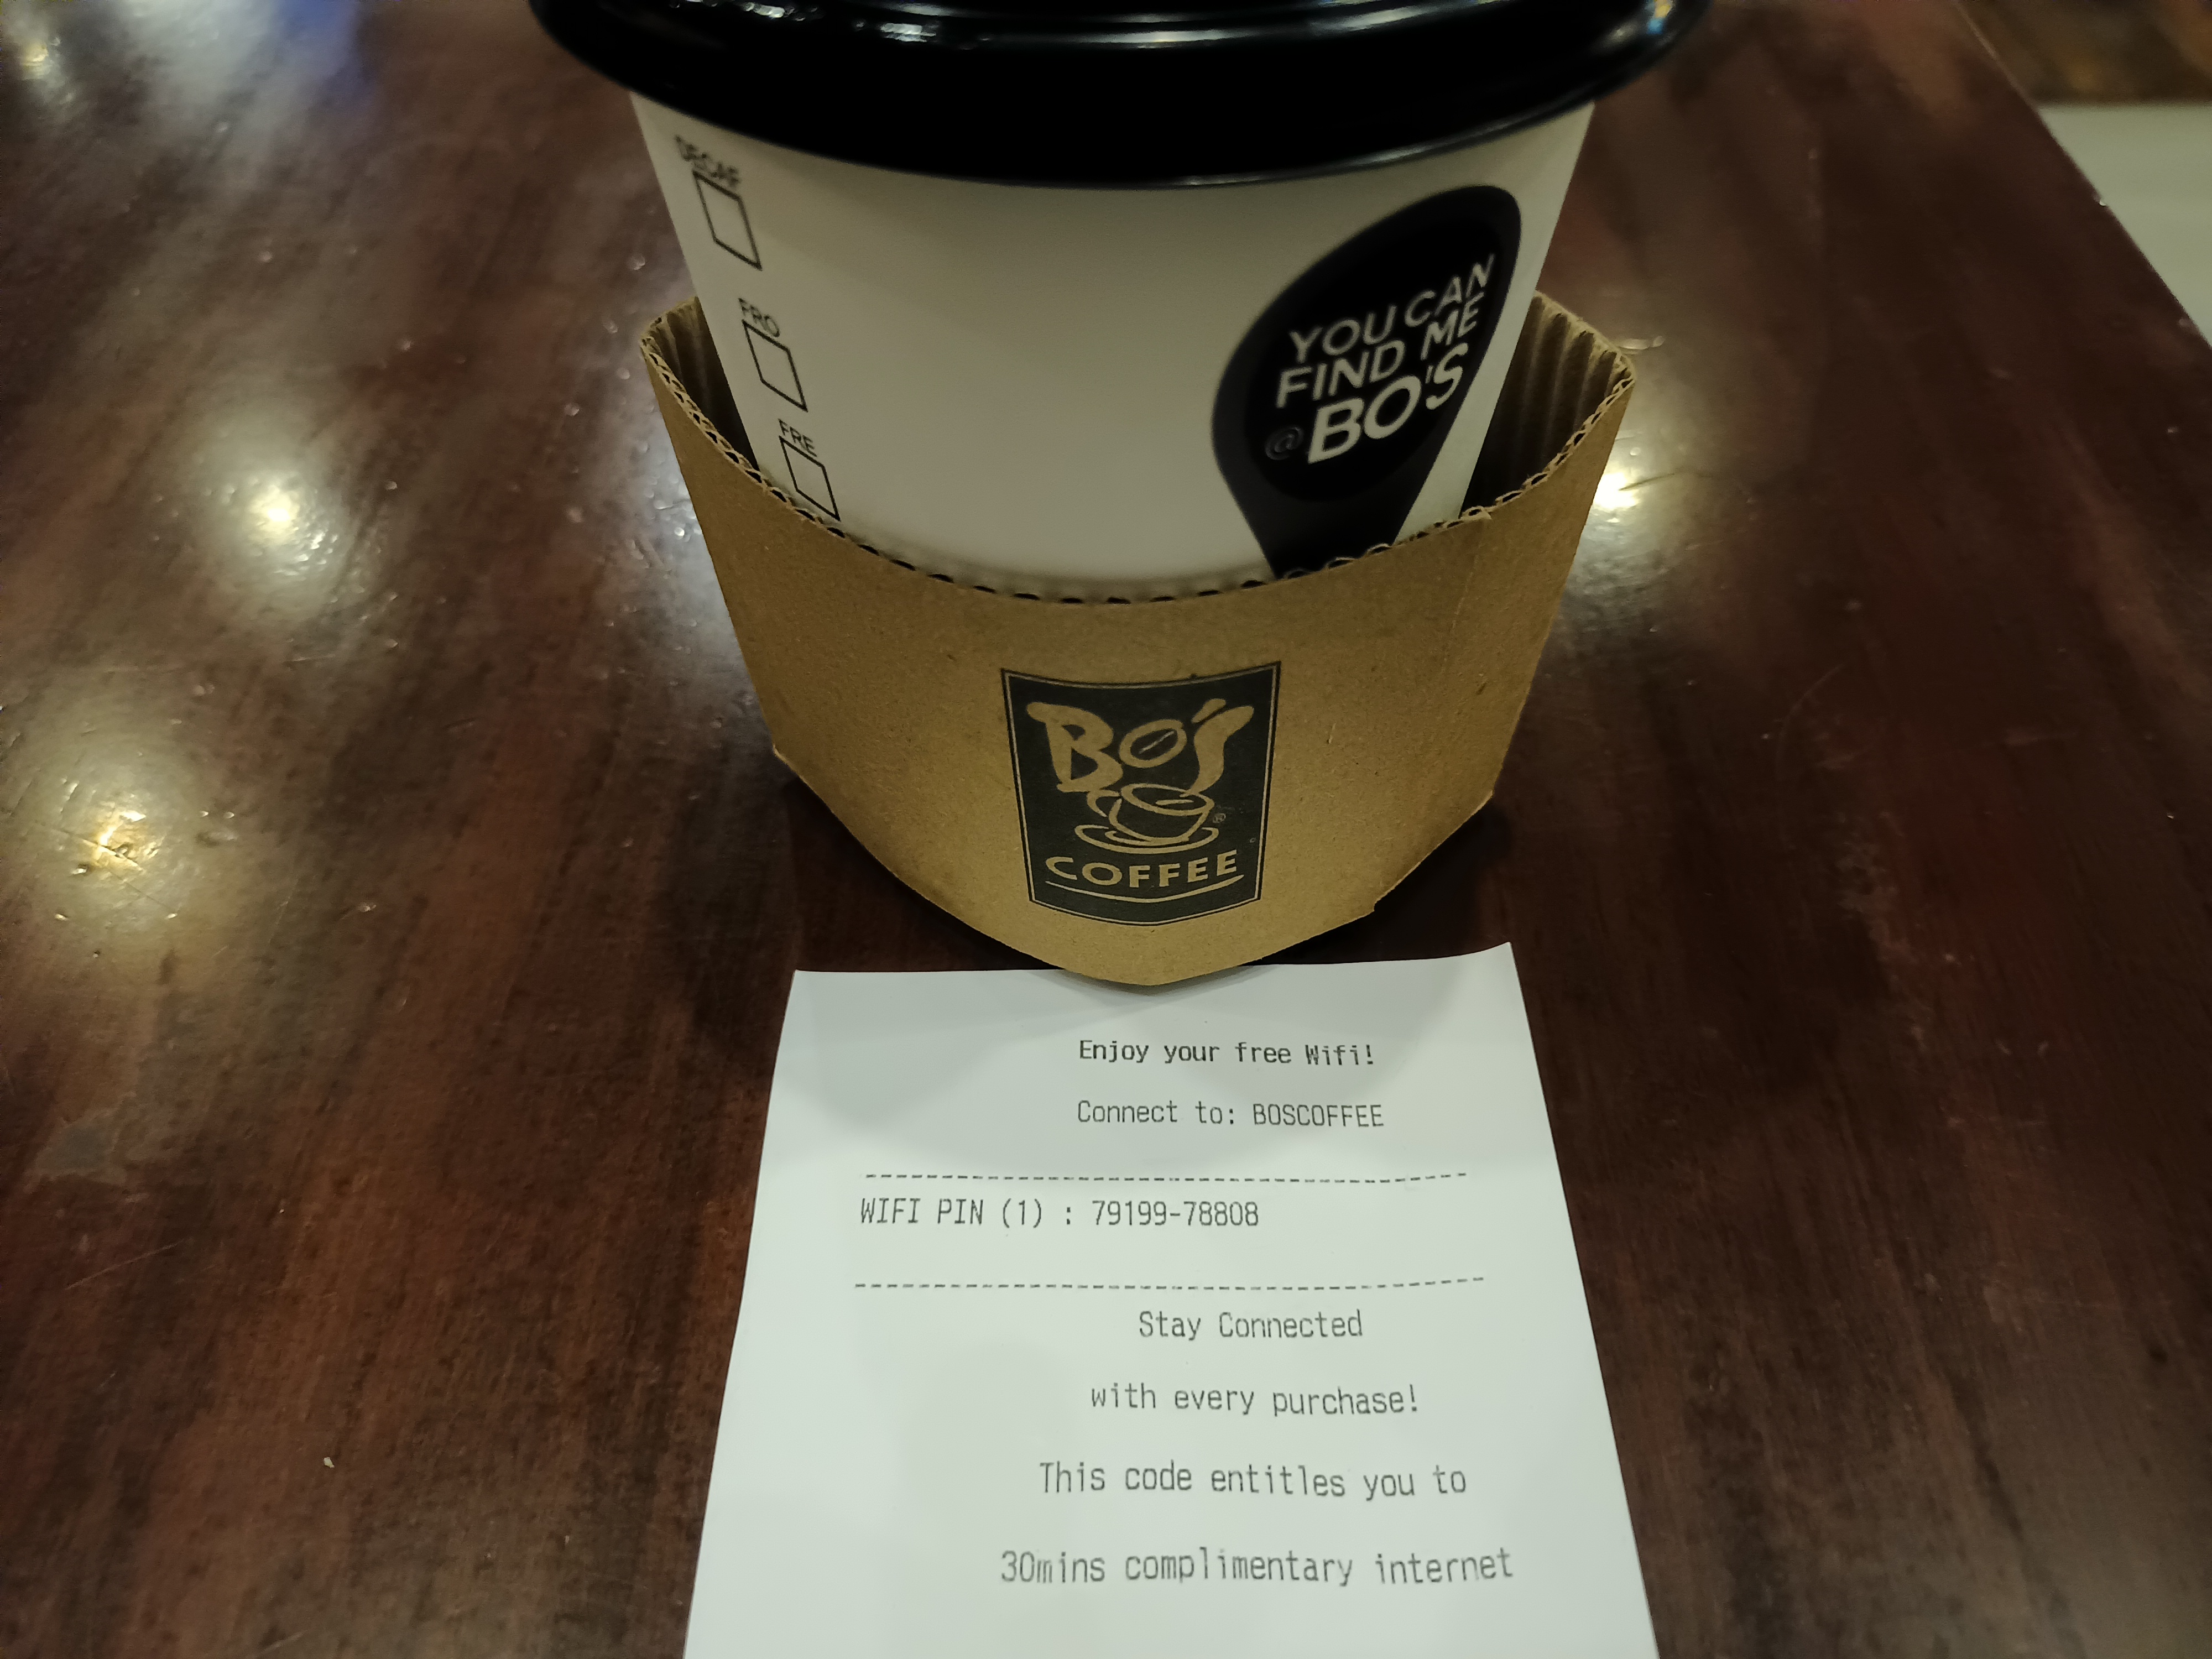 DECAF
FRO
FRE
YOU CAN
FIND ME
@BO'S
BO'S
®
COFFEE
Enjoy your free Wifi!
Connect to: BOSCOFFEE
WIFI PIN (1) : 79199-78808
Stay Connected
with every purchase!
This code entitles you to
30mins complimentary internet